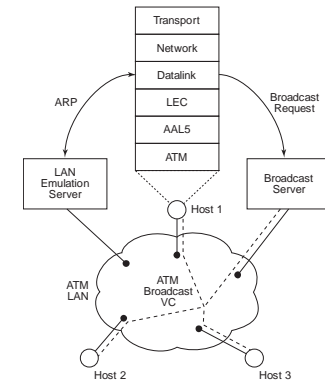 Transport
Network
Datalink
LEC
AAL5
ATM
ARP
Broadcast
Request
LAN
Emulation
Server
Broadcast
Server
Host 1
ATM
LAN
ATM
Broadcast
VC
Host 2
Host 3